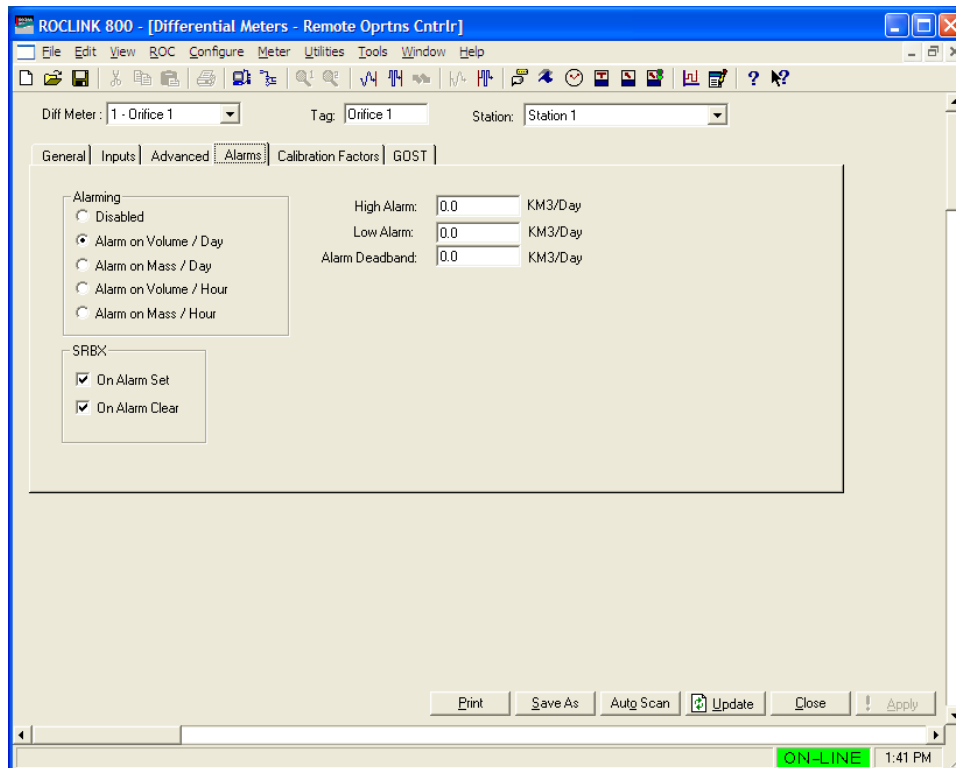 ROCLINK 800 - [Differential Meters - Remote Oprtns Cntrlr]
File Edit View ROC Configure Meter Utilities Tools Window Help
Diff Meter : 1 - Orifice 1 Tag: Orifice 1 Station: Station 1
General Inputs Advanced Alarms Calibration Factors GOST
Alarming
Disabled
Alarm on Volume / Day
Alarm on Mass / Day
Alarm on Volume / Hour
Alarm on Mass / Hour
High Alarm: 0.0 KM3/Day
Low Alarm: 0.0 KM3/Day
Alarm Deadband: 0.0 KM3/Day
SRBX
On Alarm Set
On Alarm Clear
Print Save As Auto Scan Update Close ! Apply
ON-LINE 1:41 PM